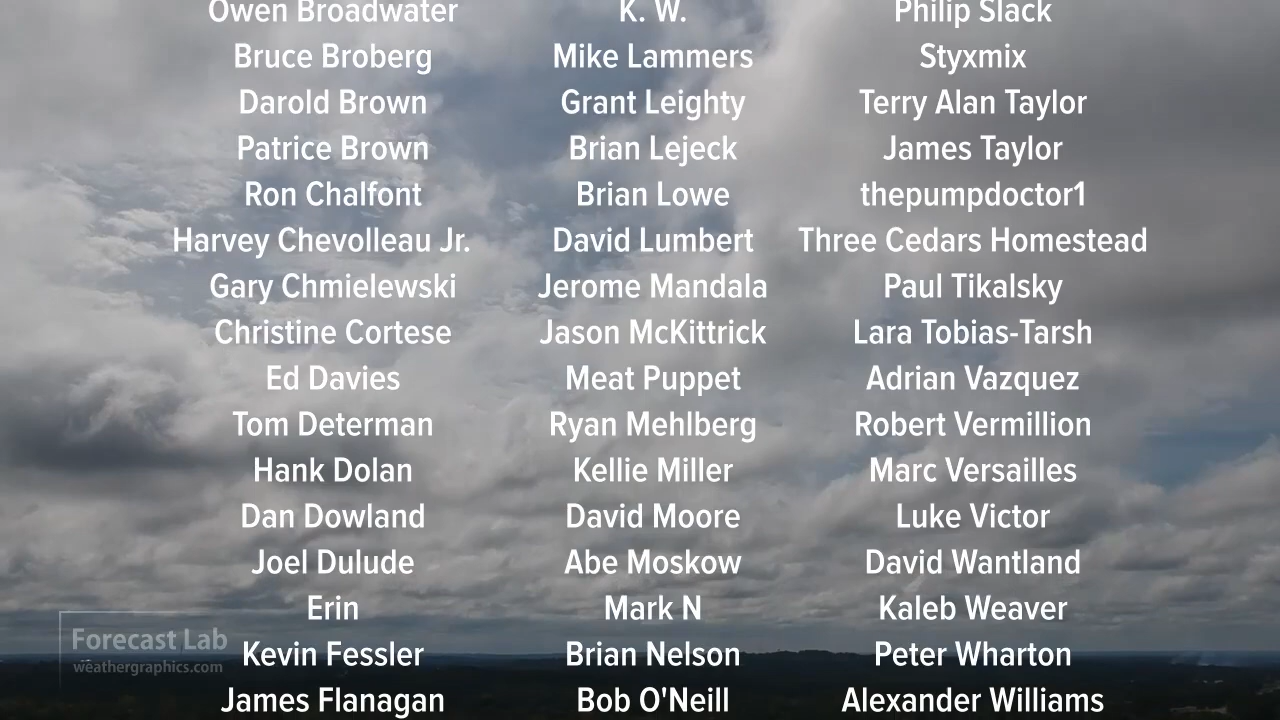 Owen Broadwater
Bruce Broberg
Darold Brown
Patrice Brown
Ron Chalfont
Harvey Chevolleau Jr.
Gary Chmielewski
Christine Cortese
Ed Davies
Tom Determan
Hank Dolan
Dan Dowland
Joel Dulude
Erin
Kevin Fessler
James Flanagan
K. W.
Mike Lammers
Grant Leighty
Brian Lejeck
Brian Lowe
David Lumbert
Jerome Mandala
Jason McKittrick
Meat Puppet
Ryan Mehlberg
Kellie Miller
David Moore
Abe Moskow
Mark N
Brian Nelson
Bob O'Neill
Philip Slack
Styxmix
Terry Alan Taylor
James Taylor
thepumpdoctor1
Three Cedars Homestead
Paul Tikalsky
Lara Tobias-Tarsh
Adrian Vazquez
Robert Vermillion
Marc Versailles
Luke Victor
David Wantland
Kaleb Weaver
Peter Wharton
Alexander Williams
Forecast Lab
weathergraphics.com